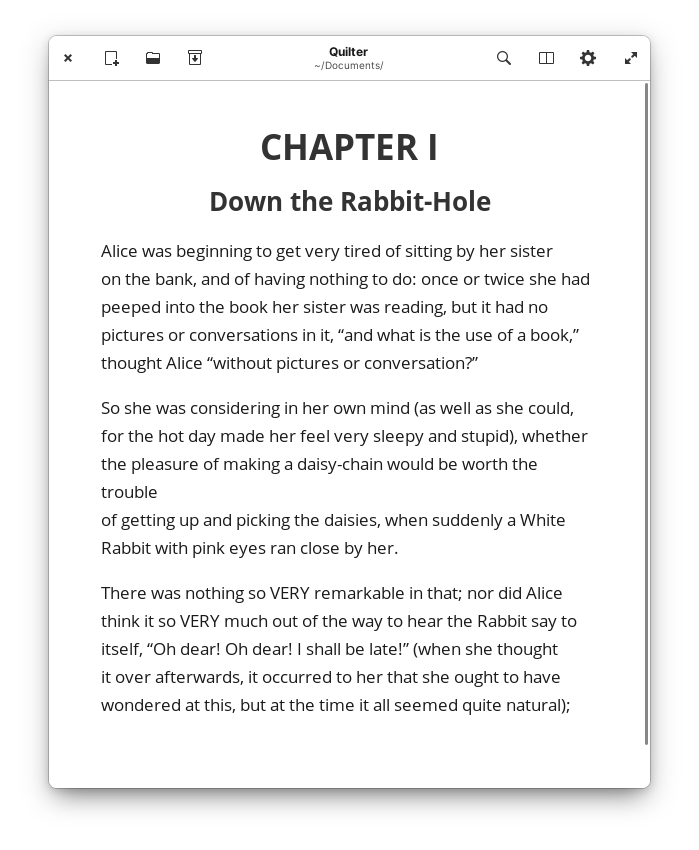 Quilter
~/Documents/
CHAPTER I
Down the Rabbit-Hole
Alice was beginning to get very tired of sitting by her sister
on the bank, and of having nothing to do: once or twice she had
peeped into the book her sister was reading, but it had no
pictures or conversations in it, “and what is the use of a book,”
thought Alice “without pictures or conversation?”
So she was considering in her own mind (as well as she could,
for the hot day made her feel very sleepy and stupid), whether
the pleasure of making a daisy-chain would be worth the
trouble
of getting up and picking the daisies, when suddenly a White
Rabbit with pink eyes ran close by her.
There was nothing so VERY remarkable in that; nor did Alice
think it so VERY much out of the way to hear the Rabbit say to
itself, “Oh dear! Oh dear! I shall be late!” (when she thought
it over afterwards, it occurred to her that she ought to have
wondered at this, but at the time it all seemed quite natural);